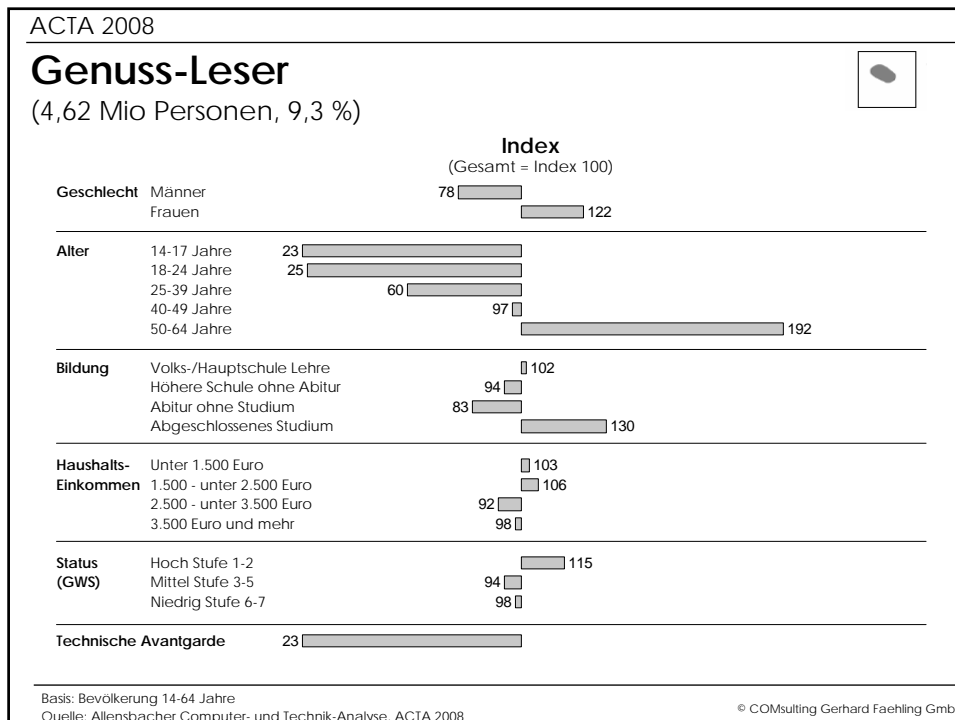 ACTA 2008
Genuss-Leser
(4,62 Mio Personen, 9,3 %)
Index
(Gesamt = Index 100)
Geschlecht Männer 78
Frauen 122
Alter 14-17 Jahre 23
18-24 Jahre 25
25-39 Jahre 60
40-49 Jahre 97
50-64 Jahre 192
Bildung Volks-/Hauptschule Lehre 102
Höhere Schule ohne Abitur 94
Abitur ohne Studium 83
Abgeschlossenes Studium 130
Haushalts- Unter 1.500 Euro 103
Einkommen 1.500 - unter 2.500 Euro 106
2.500 - unter 3.500 Euro 92
3.500 Euro und mehr 98
Status Hoch Stufe 1-2 115
(GWS) Mittel Stufe 3-5 94
Niedrig Stufe 6-7 98
Technische Avantgarde 23
Basis: Bevölkerung 14-64 Jahre
Quelle: Allensbacher Computer- und Technik-Analyse, ACTA 2008
© COMsulting Gerhard Faehling Gmb